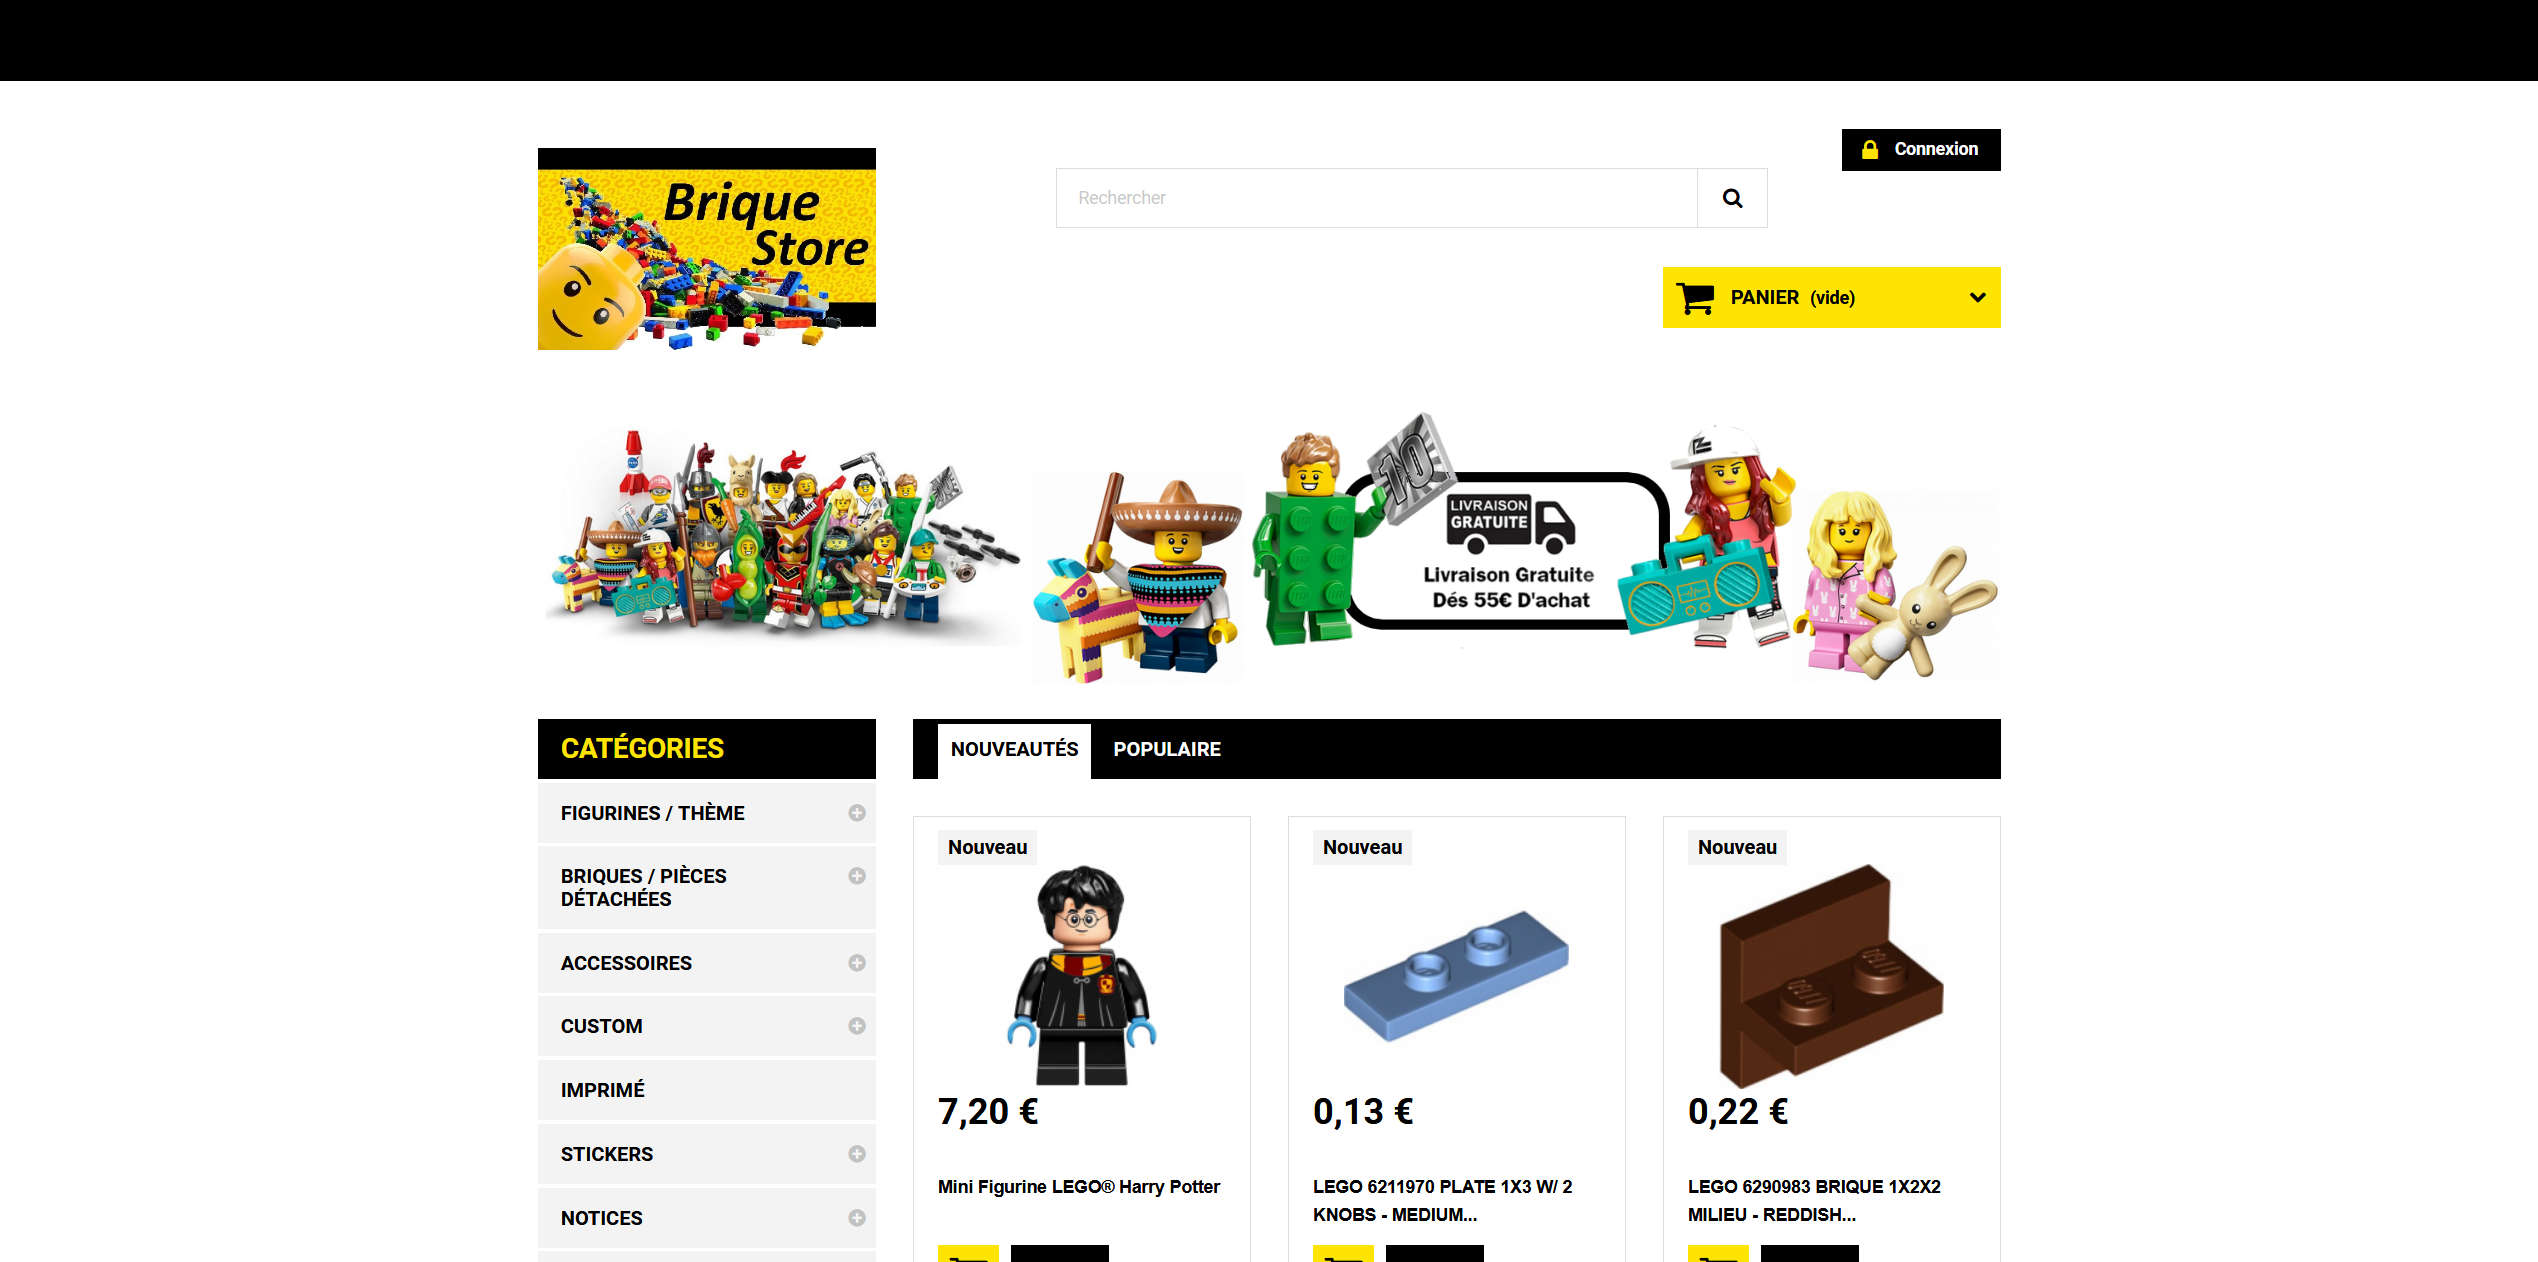 Brique
Store
Connexion
Rechercher
PANIER (vide)
10
LIVRAISON
GRATUITE
Livraison Gratuite
Dés 55€ D'achat
CATÉGORIES
NOUVEAUTÉS
POPULAIRE
FIGURINES / THÈME
BRIQUES / PIÈCES
DÉTACHÉES
ACCESSOIRES
CUSTOM
IMPRIMÉ
STICKERS
NOTICES
Nouveau
7,20 €
Mini Figurine LEGO® Harry Potter
Nouveau
0,13 €
LEGO 6211970 PLATE 1X3 W/ 2
KNOBS - MEDIUM...
Nouveau
0,22 €
LEGO 6290983 BRIQUE 1X2X2
MILIEU - REDDISH...